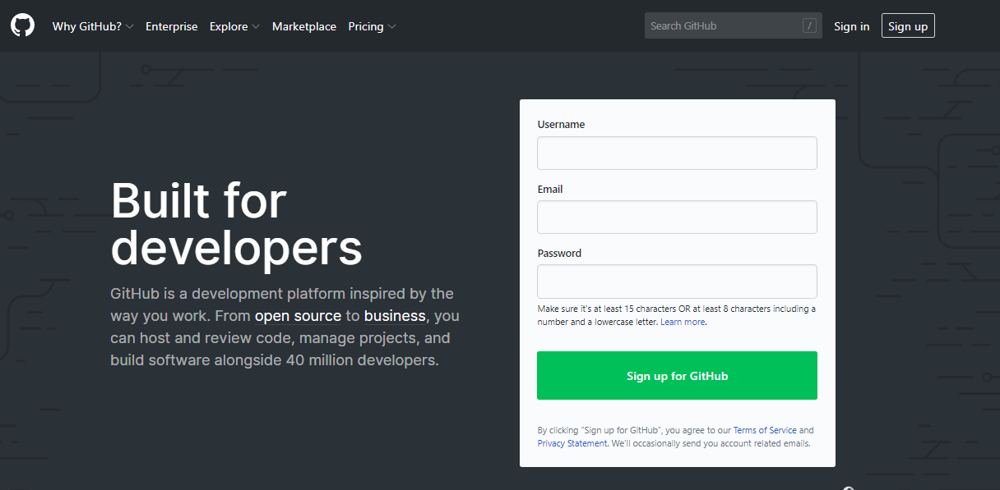 Why GitHub? Enterprise Explore Marketplace Pricing Search GitHub / Sign in Sign up
Built for
developers
GitHub is a development platform inspired by the
way you work. From open source to business, you
can host and review code, manage projects, and
build software alongside 40 million developers.
Username
Email
Password
Make sure it's at least 15 characters OR at least 8 characters including a
number and a lowercase letter. Learn more.
Sign up for GitHub
By clicking “Sign up for GitHub”, you agree to our Terms of Service and
Privacy Statement. We’ll occasionally send you account related emails.